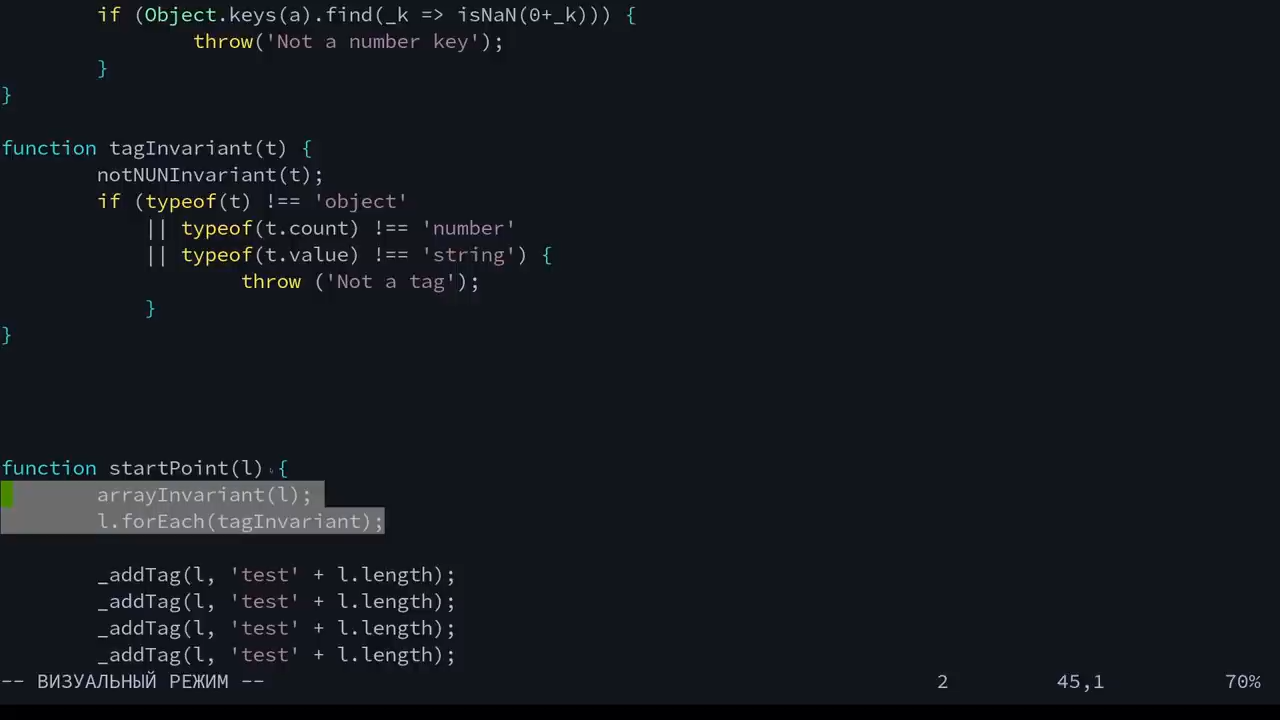 if (Object.keys(a).find(_k => isNaN(0+_k))) {
throw('Not a number key');
}
}
function tagInvariant(t) {
notNUNInvariant(t);
if (typeof(t) !== 'object'
|| typeof(t.count) !== 'number'
|| typeof(t.value) !== 'string') {
throw ('Not a tag');
}
}
function startPoint(l) {
arrayInvariant(l);
l.forEach(tagInvariant);
_addTag(l, 'test' + l.length);
_addTag(l, 'test' + l.length);
_addTag(l, 'test' + l.length);
_addTag(l, 'test' + l.length);
-- ВИЗУАЛЬНЫЙ РЕЖИМ -- 2 45,1 70%